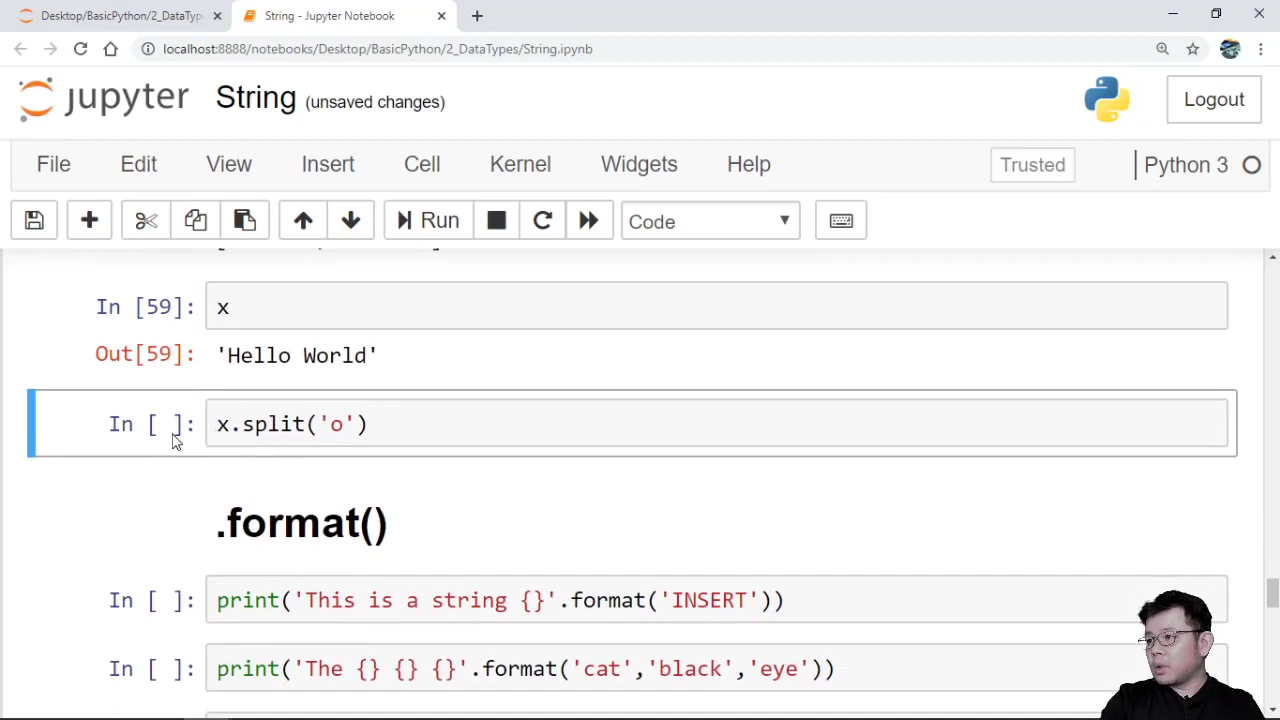 Desktop/BasicPython/2_DataTyp
String - Jupyter Notebook
localhost:8888/notebooks/Desktop/BasicPython/2_DataTypes/String.ipynb
jupyter String (unsaved changes)
Logout
File Edit View Insert Cell Kernel Widgets Help Trusted Python 3
Run Code
In [59]: x
Out[59]: 'Hello World'
In [ ]: x.split('o')
.format()
In [ ]: print('This is a string {}'.format('INSERT'))
In [ ]: print('The {} {} {}'.format('cat','black','eye'))